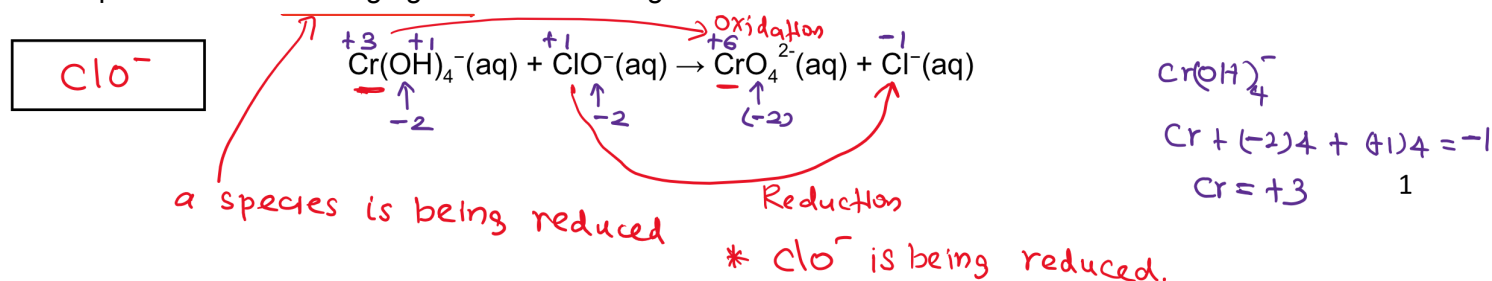 Oxidation
+3 +1 +1 +6 -1
ClO⁻
Cr(OH)₄⁻(aq) + ClO⁻(aq) → CrO₄²⁻(aq) + Cl⁻(aq)
-2 -2 (-2)
Cr(OH)₄⁻
Cr + (-2)4 + (+1)4 = -1
Cr = +3
1
a species is being reduced
Reduction
* ClO⁻ is being reduced.